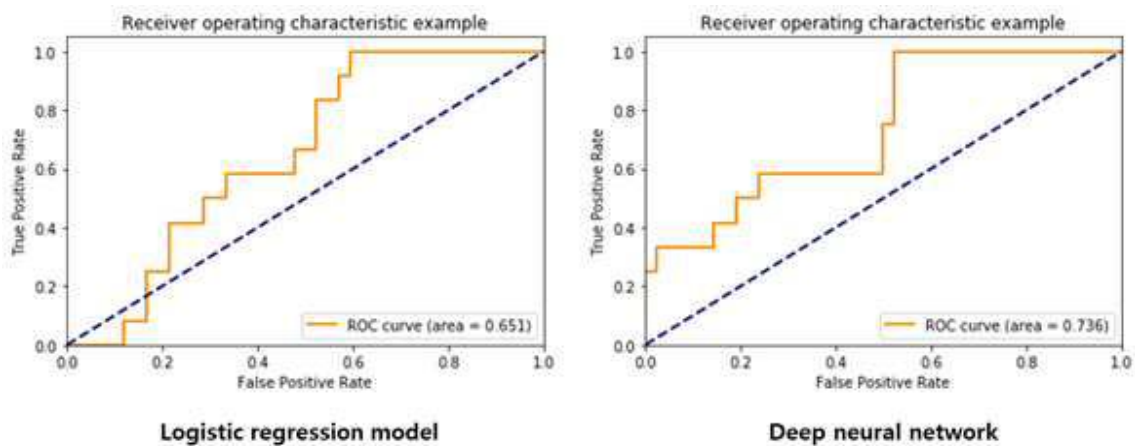 Receiver operating characteristic example
1.0
0.8
0.6
0.4
0.2
0.0
True Positive Rate
0.0 0.2 0.4 0.6 0.8 1.0
False Positive Rate
ROC curve (area = 0.651)
Logistic regression model
Receiver operating characteristic example
1.0
0.8
0.6
0.4
0.2
0.0
True Positive Rate
0.0 0.2 0.4 0.6 0.8 1.0
False Positive Rate
ROC curve (area = 0.736)
Deep neural network